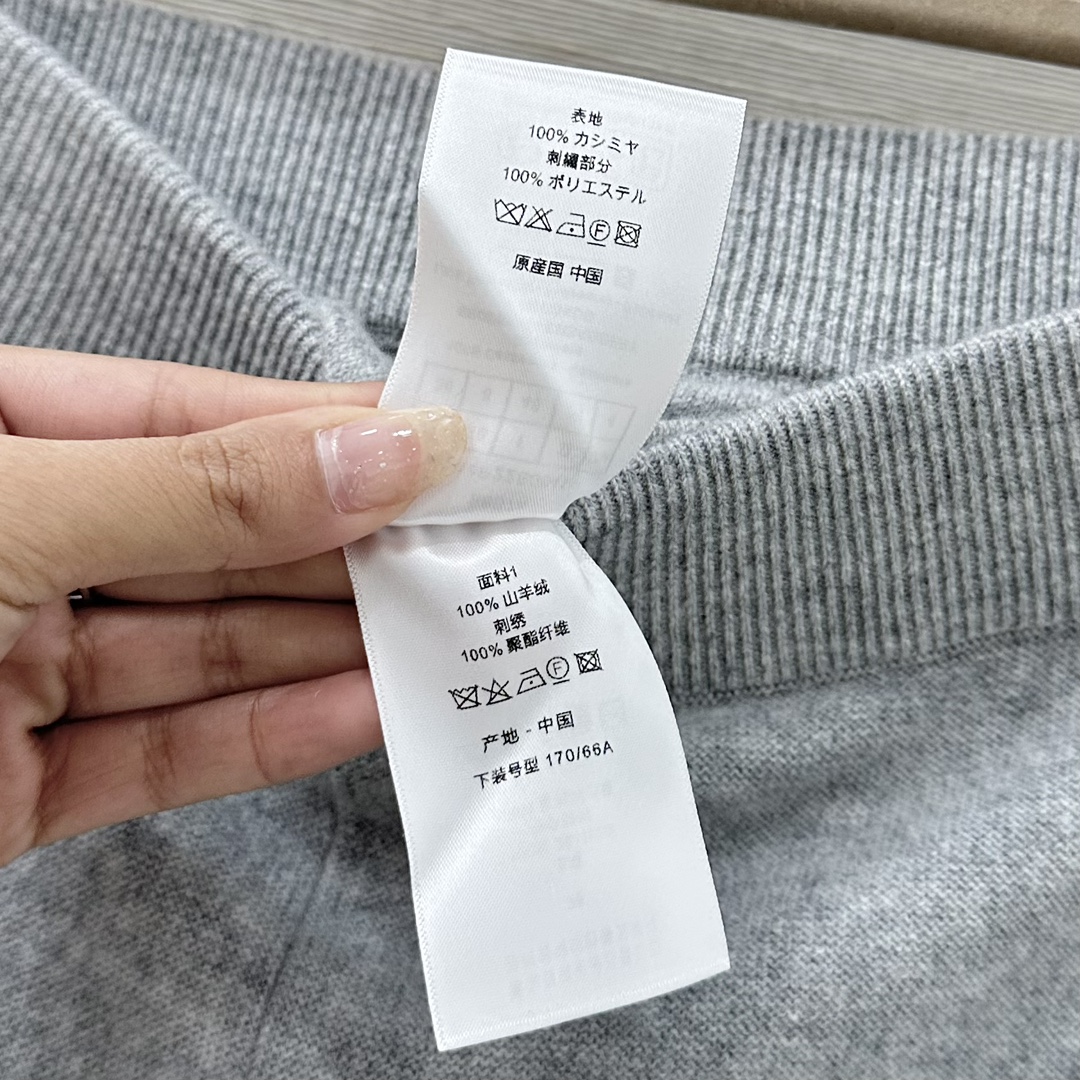 表地
100% カシミヤ
刺繍部分
100% ポリエステル
F
原産国 中国
面料1
100% 山羊绒
刺绣
100% 聚酯纤维
F
产地 - 中国
下装号型 170/66A